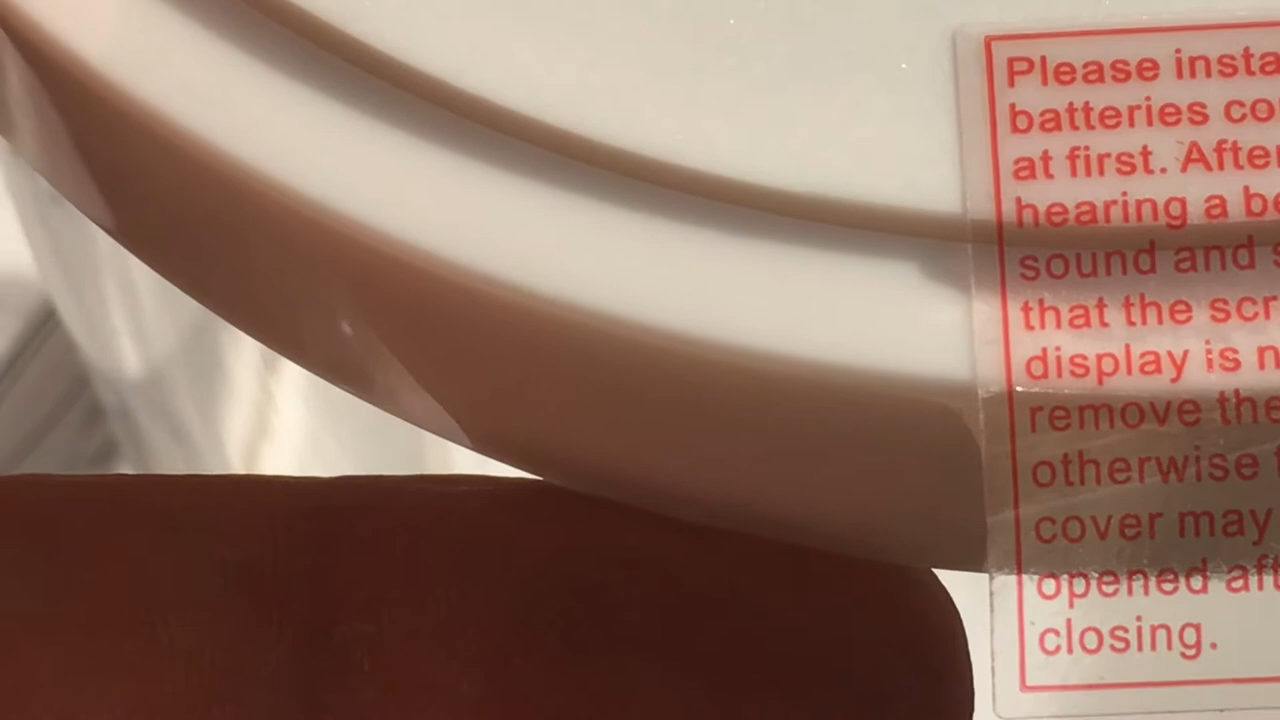 Please insta
batteries co
at first. After
hearing a be
sound and s
that the scr
display is n
remove the
otherwise
cover may
opened aft
closing.